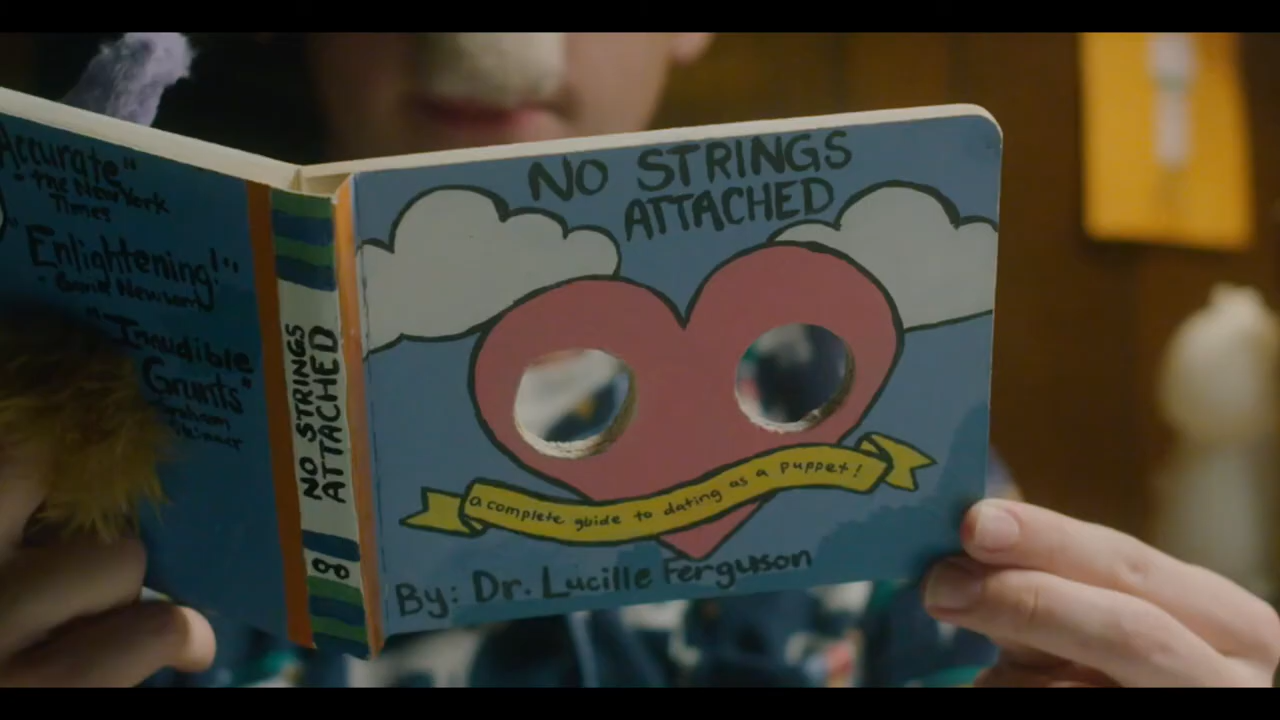 Accurate"
"The New York
Times
"Enlightening!"
"Inaudible
Grunts"
NO STRINGS
ATTACHED
8
NO STRINGS
ATTACHED
a complete guide to dating as a puppet!
By: Dr. Lucille Ferguson